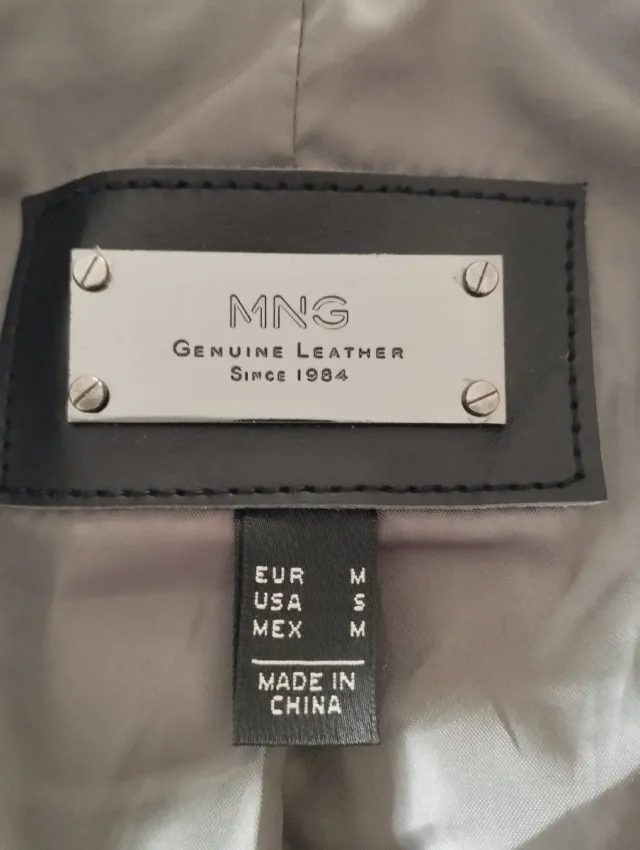 MNG
GENUINE LEATHER
SINCE 1984
EUR M
USA S
MEX M
MADE IN
CHINA